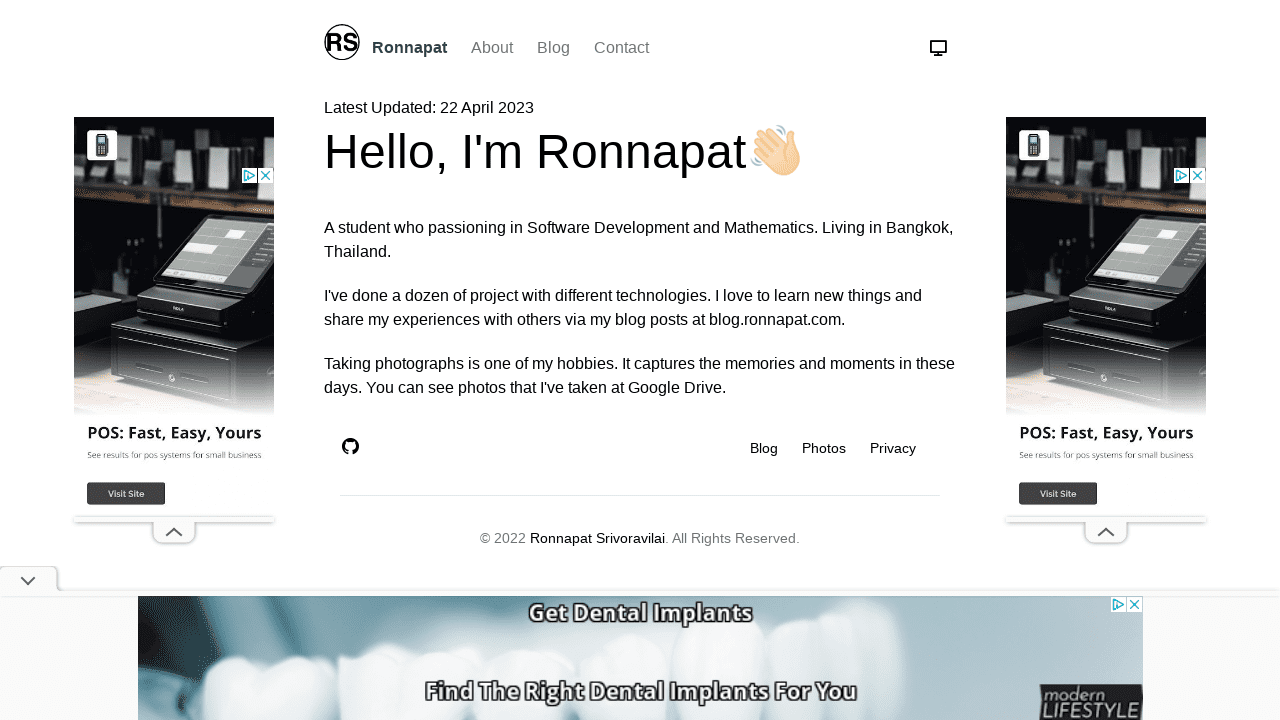 RS
Ronnapat About Blog Contact
Latest Updated: 22 April 2023
Hello, I'm Ronnapat👋🏻
A student who passioning in Software Development and Mathematics. Living in Bangkok,
Thailand.
I've done a dozen of project with different technologies. I love to learn new things and
share my experiences with others via my blog posts at blog.ronnapat.com.
Taking photographs is one of my hobbies. It captures the memories and moments in these
days. You can see photos that I've taken at Google Drive.
Blog Photos Privacy
© 2022 Ronnapat Srivoravilai. All Rights Reserved.
POS: Fast, Easy, Yours
See results for pos systems for small business
Visit Site
POS: Fast, Easy, Yours
See results for pos systems for small business
Visit Site
Get Dental Implants
Find The Right Dental Implants For You
modern
LIFESTYLE